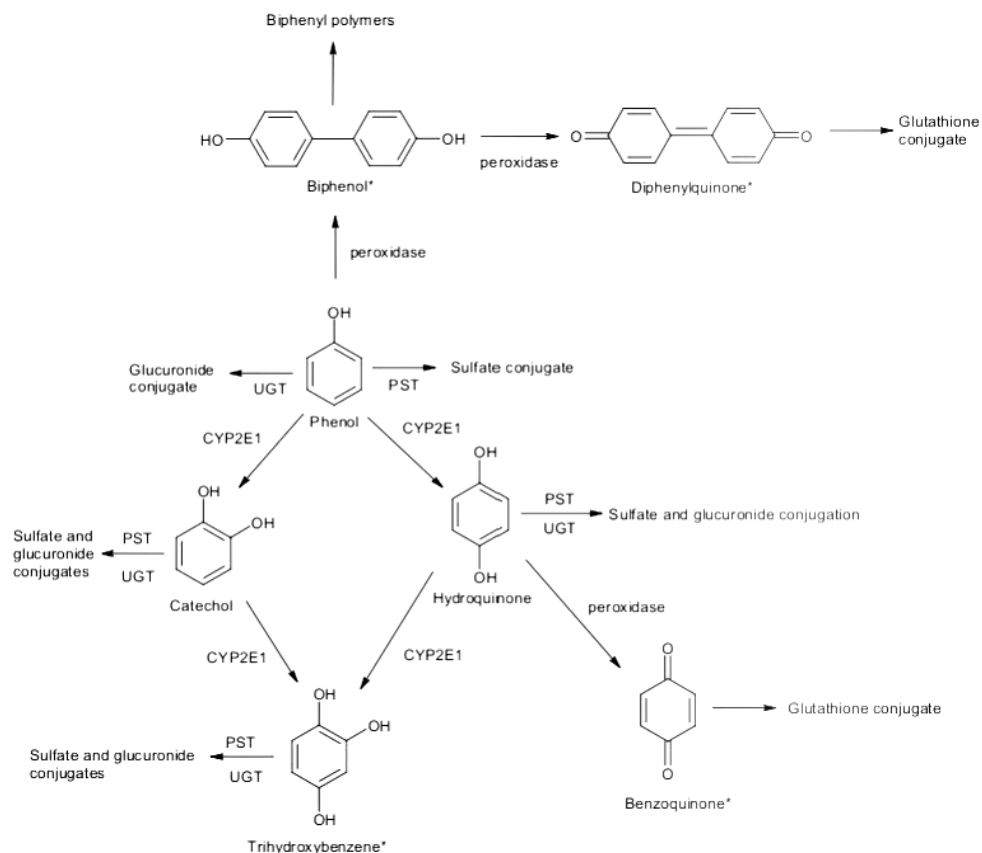 Biphenyl polymers
HO
OH
Biphenol*
peroxidase
O
O
Diphenylquinone*
Glutathione
conjugate
peroxidase
OH
Phenol
Glucuronide
conjugate
UGT
PST
Sulfate conjugate
CYP2E1
CYP2E1
OH
OH
Catechol
Sulfate and
glucuronide
conjugates
PST
UGT
OH
OH
Hydroquinone
PST
UGT
Sulfate and glucuronide conjugation
CYP2E1
CYP2E1
peroxidase
OH
OH
OH
Trihydroxybenzene*
Sulfate and glucuronide
conjugates
PST
UGT
O
O
Benzoquinone*
Glutathione conjugate